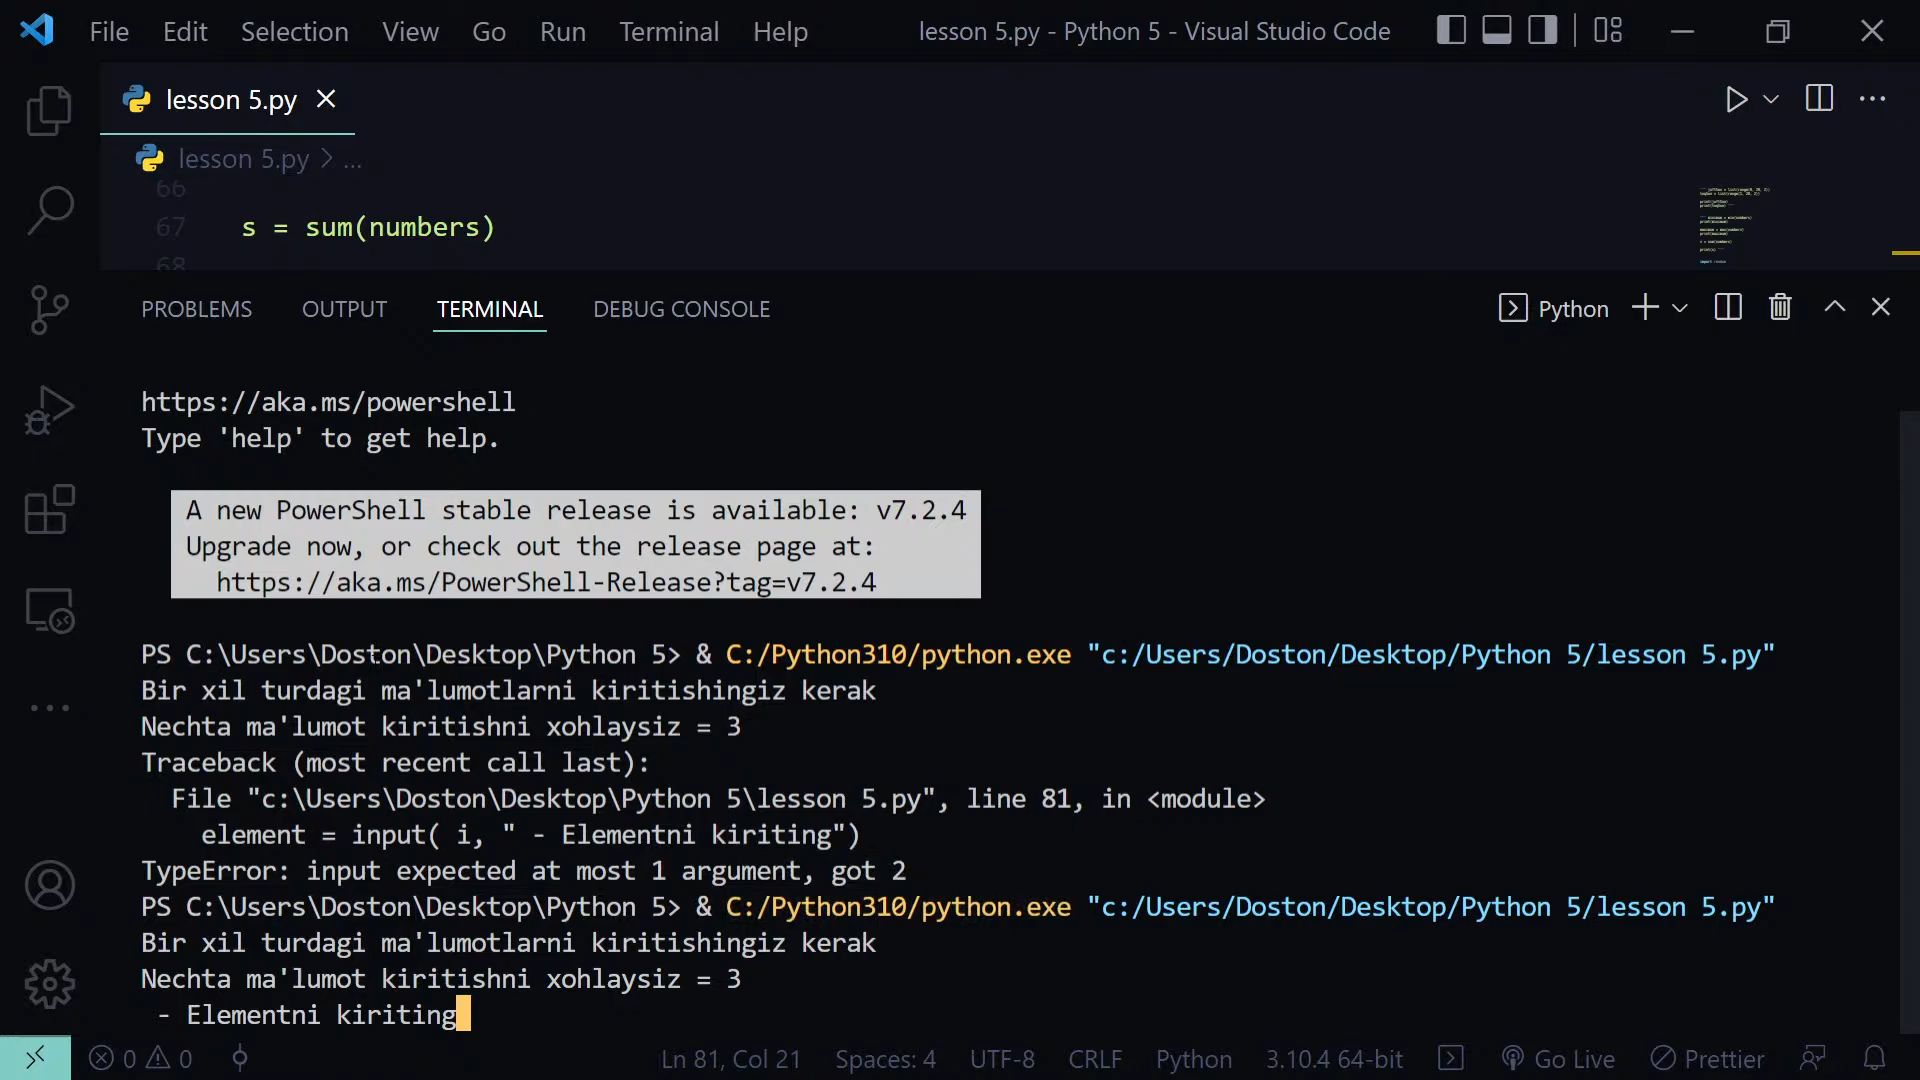 File Edit Selection View Go Run Terminal Help lesson 5.py - Python 5 - Visual Studio Code
lesson 5.py
lesson 5.py > ...
66
67 s = sum(numbers)
68
PROBLEMS OUTPUT TERMINAL DEBUG CONSOLE Python
https://aka.ms/powershell
Type 'help' to get help.
A new PowerShell stable release is available: v7.2.4
Upgrade now, or check out the release page at:
https://aka.ms/PowerShell-Release?tag=v7.2.4
PS C:\Users\Doston\Desktop\Python 5> & C:/Python310/python.exe "c:/Users/Doston/Desktop/Python 5/lesson 5.py"
Bir xil turdagi ma'lumotlarni kiritishingiz kerak
Nechta ma'lumot kiritishni xohlaysiz = 3
Traceback (most recent call last):
File "c:\Users\Doston\Desktop\Python 5\lesson 5.py", line 81, in <module>
element = input( i, " - Elementni kiriting")
TypeError: input expected at most 1 argument, got 2
PS C:\Users\Doston\Desktop\Python 5> & C:/Python310/python.exe "c:/Users/Doston/Desktop/Python 5/lesson 5.py"
Bir xil turdagi ma'lumotlarni kiritishingiz kerak
Nechta ma'lumot kiritishni xohlaysiz = 3
- Elementni kiriting
0 0 Ln 81, Col 21 Spaces: 4 UTF-8 CRLF Python 3.10.4 64-bit Go Live Prettier